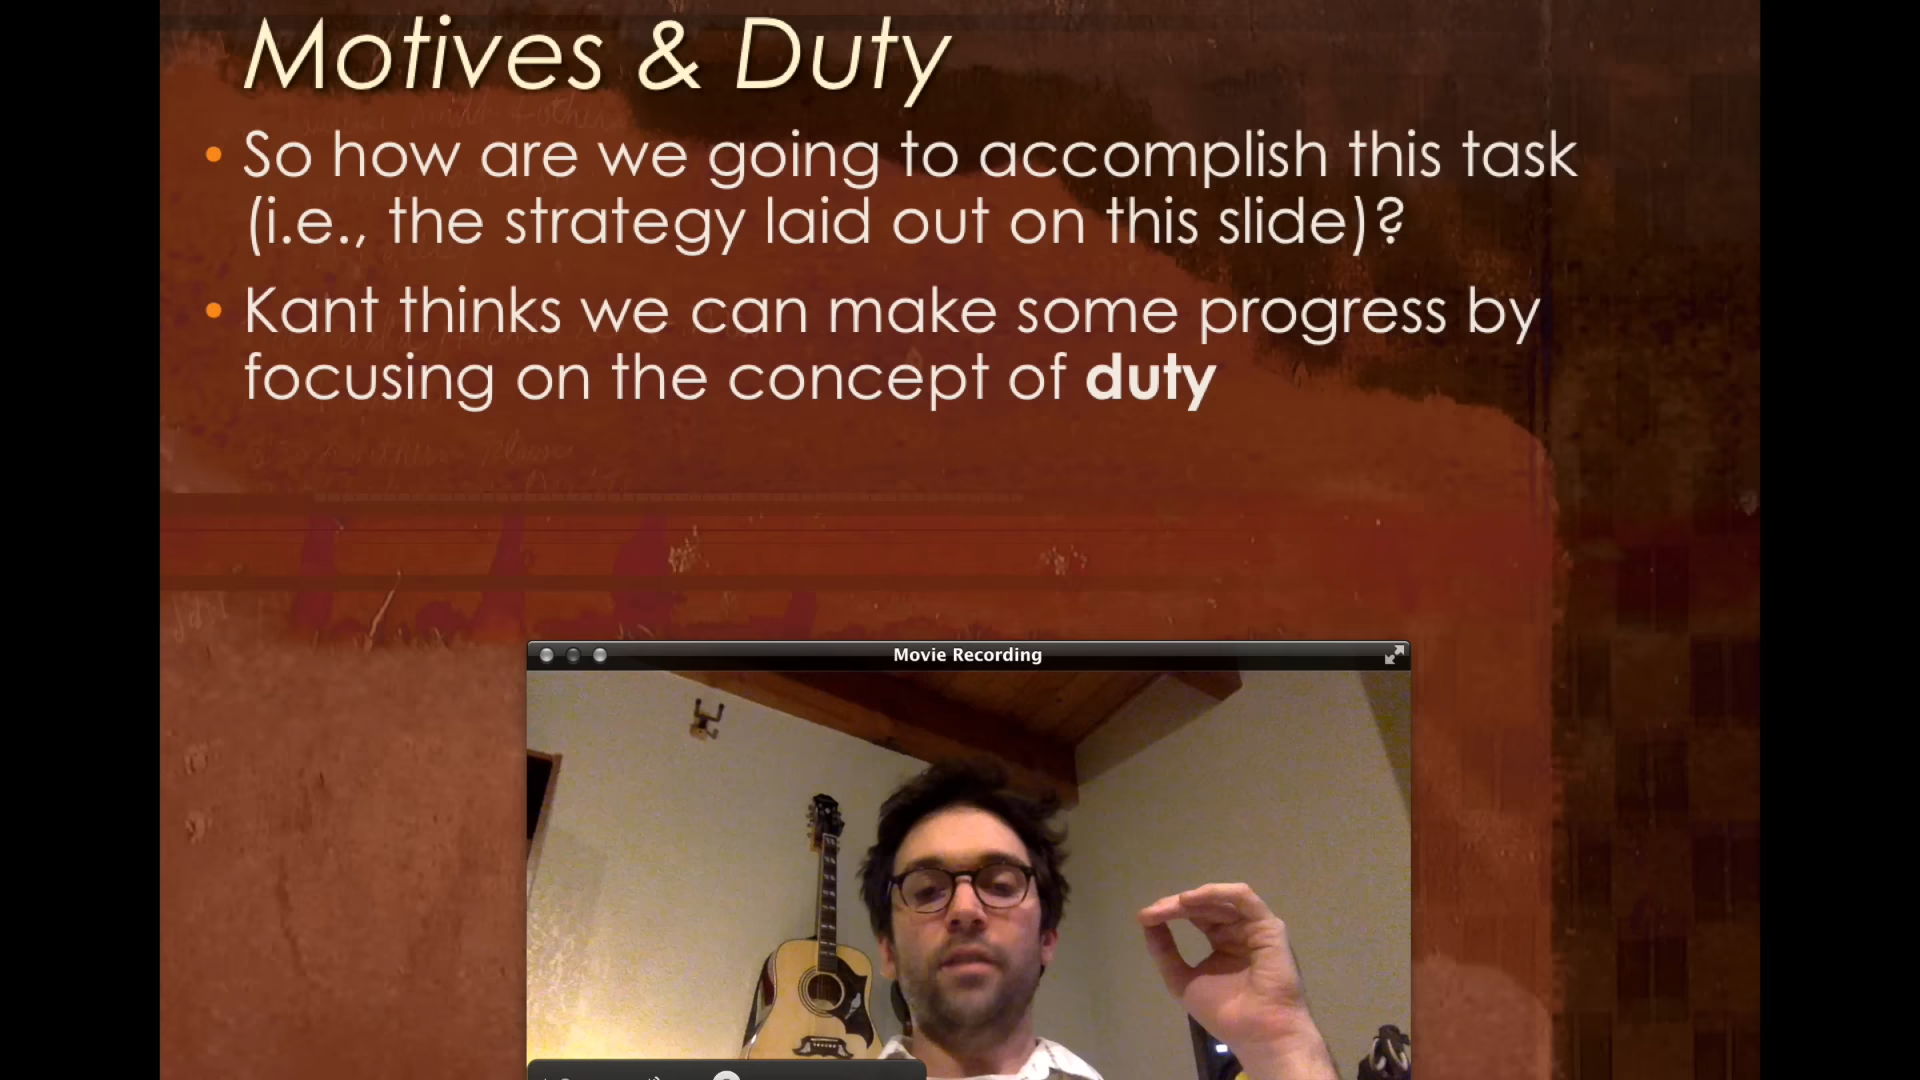 Motives & Duty
• So how are we going to accomplish this task
(i.e., the strategy laid out on this slide)?
• Kant thinks we can make some progress by
focusing on the concept of duty
Movie Recording